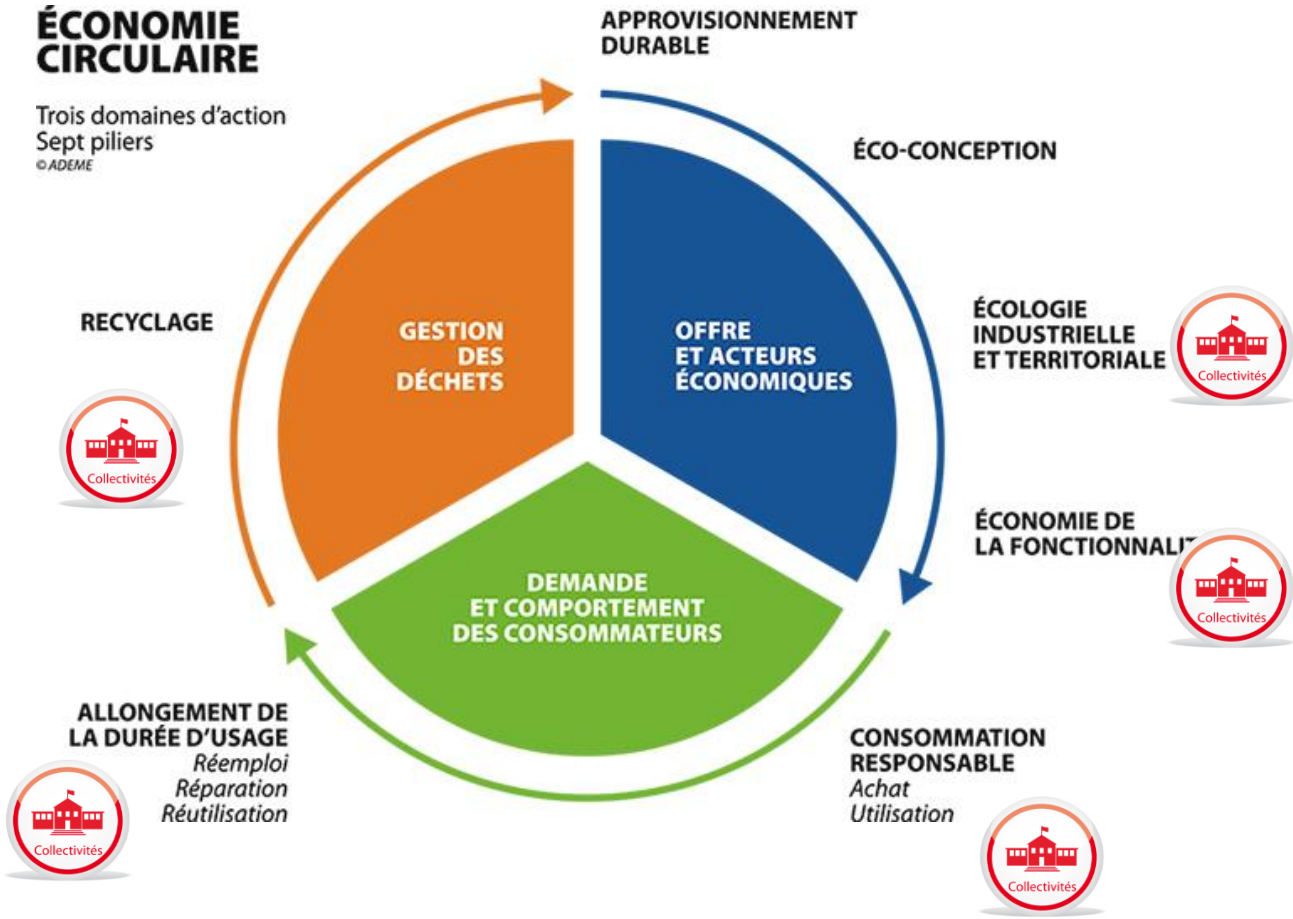 ÉCONOMIE
CIRCULAIRE
Trois domaines d'action
Sept piliers
© ADEME
APPROVISIONNEMENT
DURABLE
ÉCO-CONCEPTION
ÉCOLOGIE
INDUSTRIELLE
ET TERRITORIALE
Collectivités
ÉCONOMIE DE
LA FONCTIONNALIT
Collectivités
CONSOMMATION
RESPONSABLE
Achat
Utilisation
Collectivités
ALLONGEMENT DE
LA DURÉE D'USAGE
Réemploi
Réparation
Réutilisation
Collectivités
RECYCLAGE
Collectivités
GESTION
DES
DÉCHETS
OFFRE
ET ACTEURS
ÉCONOMIQUES
DEMANDE
ET COMPORTEMENT
DES CONSOMMATEURS